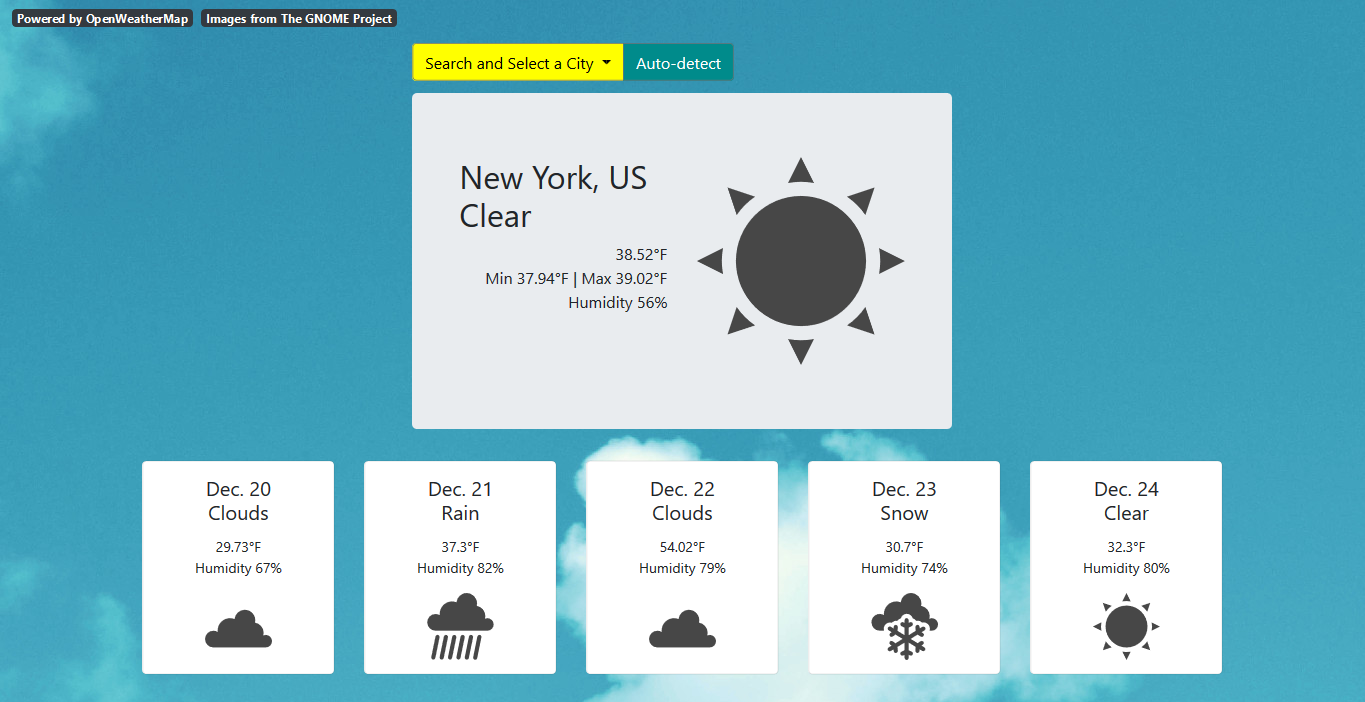 Powered by OpenWeatherMap Images from The GNOME Project
Search and Select a City Auto-detect
New York, US
Clear
38.52°F
Min 37.94°F | Max 39.02°F
Humidity 56%
Dec. 20
Clouds
29.73°F
Humidity 67%
Dec. 21
Rain
37.3°F
Humidity 82%
Dec. 22
Clouds
54.02°F
Humidity 79%
Dec. 23
Snow
30.7°F
Humidity 74%
Dec. 24
Clear
32.3°F
Humidity 80%